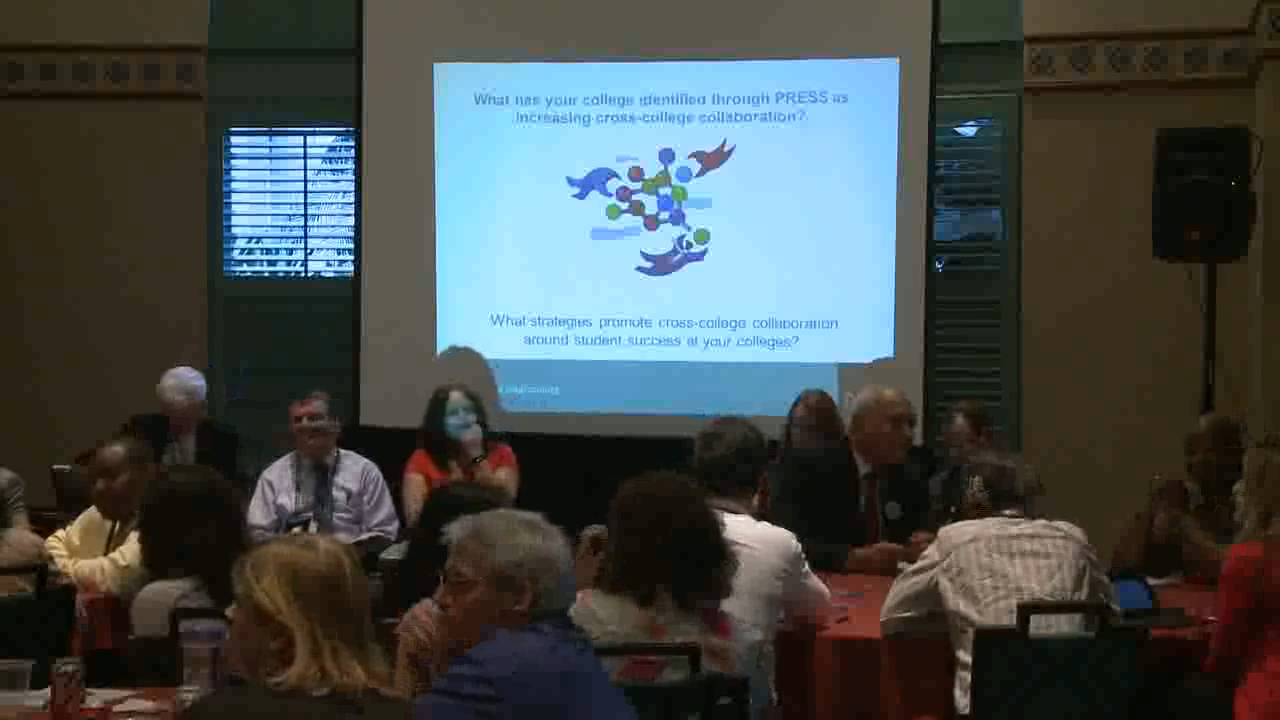 What has your college identified through PRESS as
increasing cross-college collaboration?
What strategies promote cross-college collaboration
around student success at your colleges?